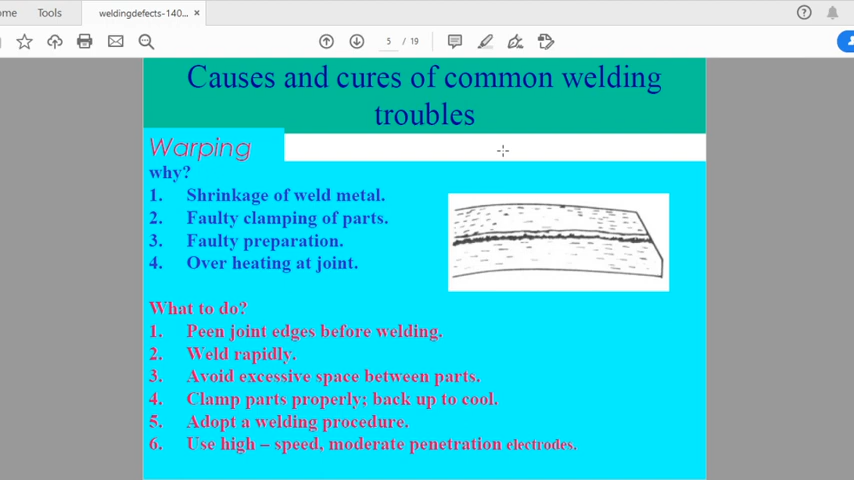 ome Tools weldingdefects-140... ×
5 / 19
Causes and cures of common welding
troubles
Warping
why?
1. Shrinkage of weld metal.
2. Faulty clamping of parts.
3. Faulty preparation.
4. Over heating at joint.
What to do?
1. Peen joint edges before welding.
2. Weld rapidly.
3. Avoid excessive space between parts.
4. Clamp parts properly; back up to cool.
5. Adopt a welding procedure.
6. Use high – speed, moderate penetration electrodes.